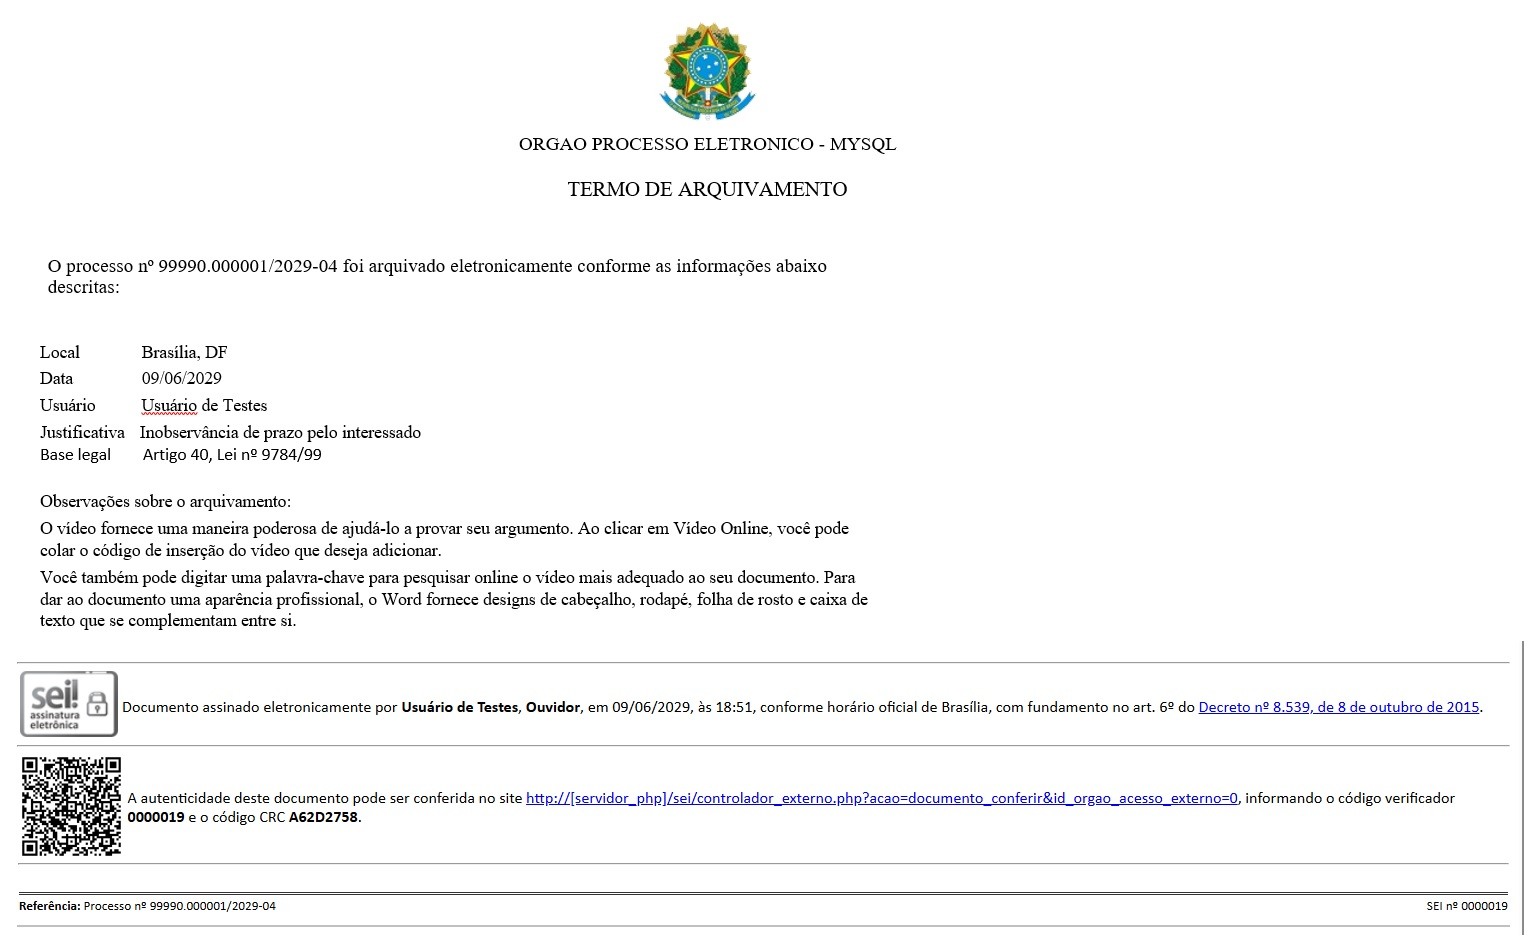 ORGAO PROCESSO ELETRONICO - MYSQL
TERMO DE ARQUIVAMENTO
O processo nº 99990.000001/2029-04 foi arquivado eletronicamente conforme as informações abaixo
descritas:
Local Brasília, DF
Data 09/06/2029
Usuário Usuário de Testes
Justificativa Inobservância de prazo pelo interessado
Base legal Artigo 40, Lei nº 9784/99
Observações sobre o arquivamento:
O vídeo fornece uma maneira poderosa de ajudá-lo a provar seu argumento. Ao clicar em Vídeo Online, você pode
colar o código de inserção do vídeo que deseja adicionar.
Você também pode digitar uma palavra-chave para pesquisar online o vídeo mais adequado ao seu documento. Para
dar ao documento uma aparência profissional, o Word fornece designs de cabeçalho, rodapé, folha de rosto e caixa de
texto que se complementam entre si.
sei!
assinatura
eletrônica
Documento assinado eletronicamente por Usuário de Testes, Ouvidor, em 09/06/2029, às 18:51, conforme horário oficial de Brasília, com fundamento no art. 6º do Decreto nº 8.539, de 8 de outubro de 2015.
A autenticidade deste documento pode ser conferida no site http://[servidor_php]/sei/controlador_externo.php?acao=documento_conferir&id_orgao_acesso_externo=0, informando o código verificador
0000019 e o código CRC A62D2758.
Referência: Processo nº 99990.000001/2029-04 SEI nº 0000019